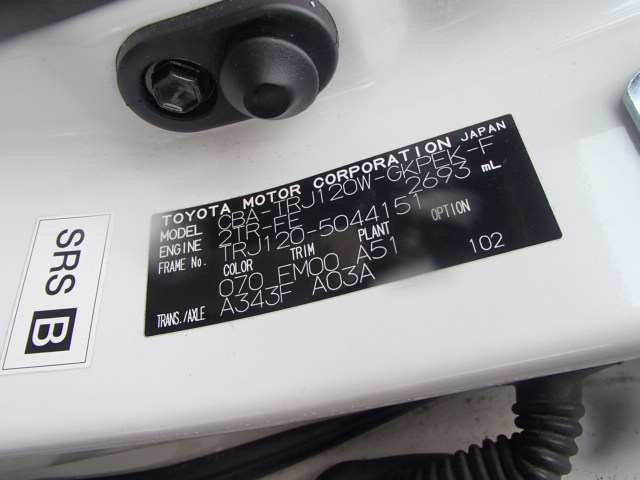 TOYOTA MOTOR CORPORATION JAPAN
MODEL CBA-TRJ120W-GKPEK-F
ENGINE 2TR-FE 2693 mL
FRAME No. TRJ120-5044151
COLOR TRIM PLANT OPTION
070 FM00 A51 102
TRANS./AXLE A343F A03A
SRS B